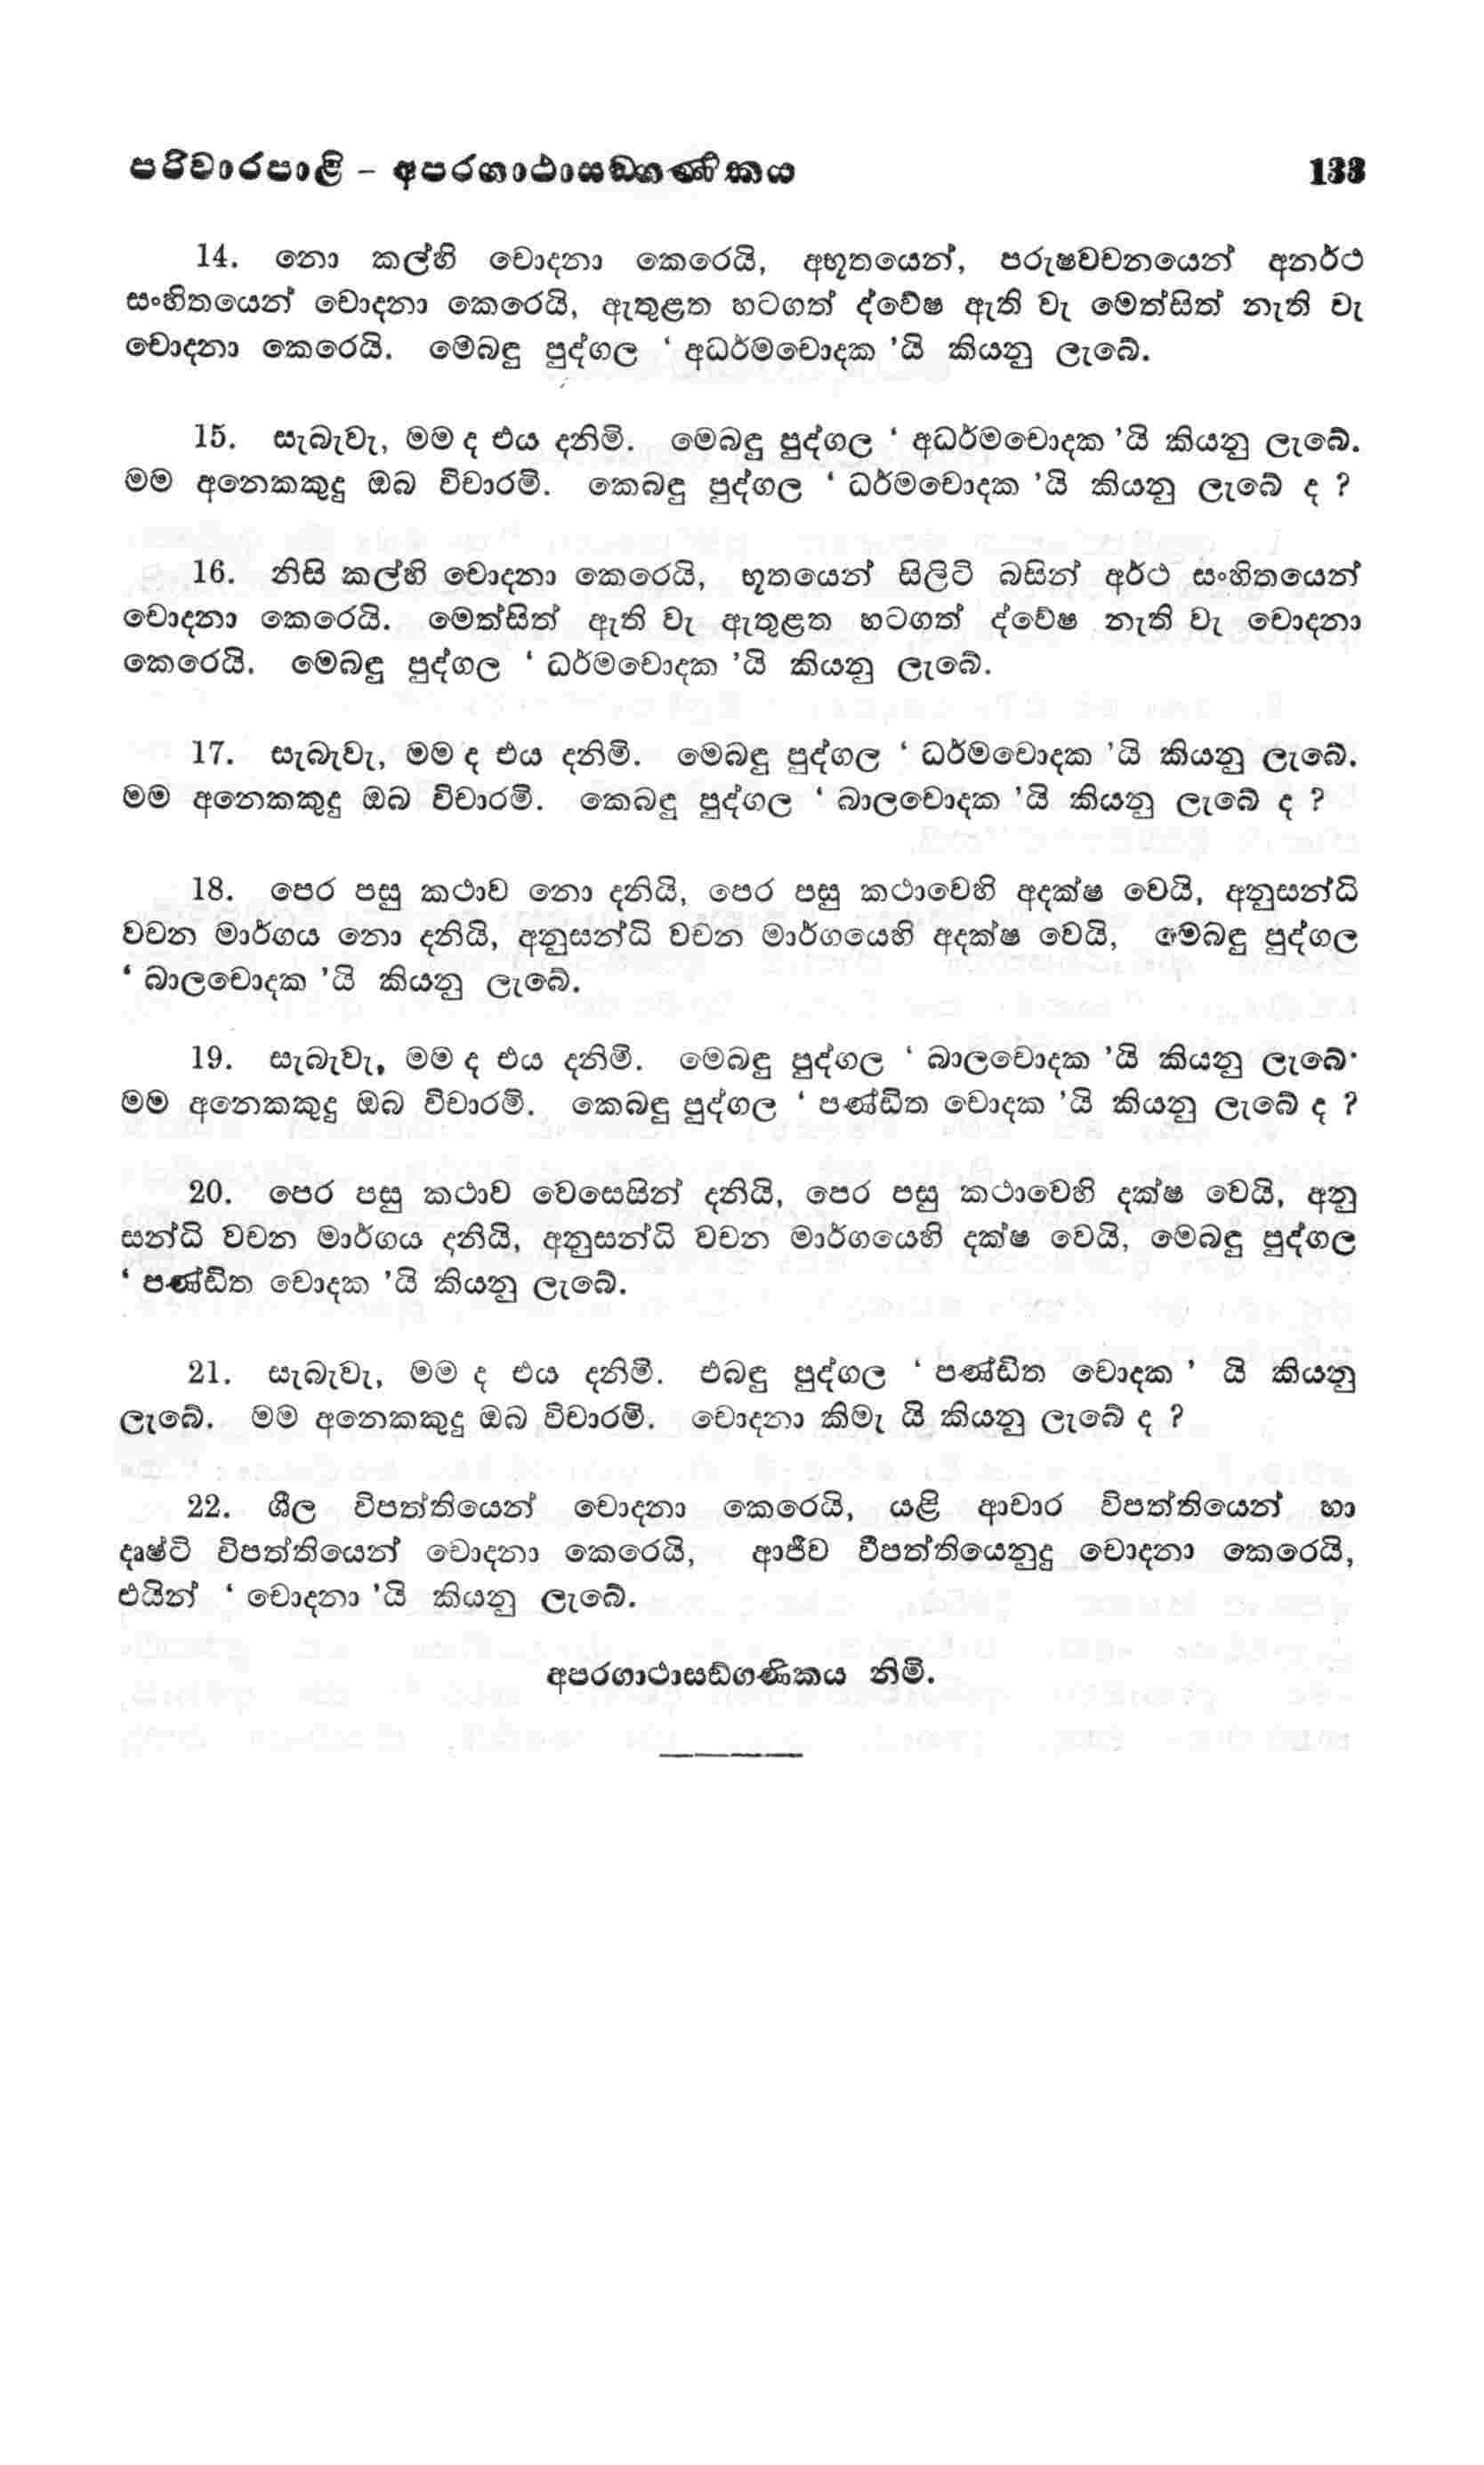 පරිවාරපාළි – අපරගාථාසඞ්ගණිකය 133
14. නො කල්හි චොදනා කෙරෙයි, අභූතයෙන්, පරුෂවචනයෙන් අනර්ථ
සංහිතයෙන් චොදනා කෙරෙයි, ඇතුළත හටගත් ද්වේෂ ඇති වැ මෙත්සිත් නැති වැ
චොදනා කෙරෙයි. මෙබඳු පුද්ගල ‘ අධර්මචොදක ’යි කියනු ලැබේ.
15. සැබැවැ, මම ද එය දනිමි. මෙබඳු පුද්ගල ‘ අධර්මචොදක ’යි කියනු ලැබේ.
මම අනෙකකුදු ඔබ විචාරමි. කෙබඳු පුද්ගල ‘ ධර්මචොදක ’යි කියනු ලැබේ ද ?
16. නිසි කල්හි චොදනා කෙරෙයි, භූතයෙන් සිලිටි බසින් අර්ථ සංහිතයෙන්
චොදනා කෙරෙයි. මෙත්සිත් ඇති වැ ඇතුළත හටගත් ද්වේෂ නැති වැ චොදනා
කෙරෙයි. මෙබඳු පුද්ගල ‘ ධර්මචොදක ’යි කියනු ලැබේ.
17. සැබැවැ, මම ද එය දනිමි. මෙබඳු පුද්ගල ‘ ධර්මචොදක ’යි කියනු ලැබේ.
මම අනෙකකුදු ඔබ විචාරමි. කෙබඳු පුද්ගල ‘ බාලචොදක ’යි කියනු ලැබේ ද ?
18. පෙර පසු කථාව නො දනියි, පෙර පසු කථාවෙහි අදක්ෂ වෙයි, අනුසන්ධි
වචන මාර්ගය නො දනියි, අනුසන්ධි වචන මාර්ගයෙහි අදක්ෂ වෙයි, මෙබඳු පුද්ගල
‘ බාලචොදක ’යි කියනු ලැබේ.
19. සැබැවැ, මම ද එය දනිමි. මෙබඳු පුද්ගල ‘ බාලචොදක ’යි කියනු ලැබේ.
මම අනෙකකුදු ඔබ විචාරමි. කෙබඳු පුද්ගල ‘ පණ්ඩිත චොදක ’යි කියනු ලැබේ ද ?
20. පෙර පසු කථාව වෙසෙසින් දනියි, පෙර පසු කථාවෙහි දක්ෂ වෙයි, අනු
සන්ධි වචන මාර්ගය දනියි, අනුසන්ධි වචන මාර්ගයෙහි දක්ෂ වෙයි, මෙබඳු පුද්ගල
‘ පණ්ඩිත චොදක ’යි කියනු ලැබේ.
21. සැබැවැ, මම ද එය දනිමි. එබඳු පුද්ගල ‘ පණ්ඩිත චොදක ’ යි කියනු
ලැබේ. මම අනෙකකුදු ඔබ විචාරමි. චොදනා කිමැ යි කියනු ලැබේ ද ?
22. ශීල විපත්තියෙන් චොදනා කෙරෙයි, යළි ආචාර විපත්තියෙන් හා
දෘෂ්ටි විපත්තියෙන් චොදනා කෙරෙයි, ආජීව විපත්තියෙනුදු චොදනා කෙරෙයි,
එයින් ‘ චොදනා ’යි කියනු ලැබේ.
අපරගාථාසඞ්ගණිකය නිමි.